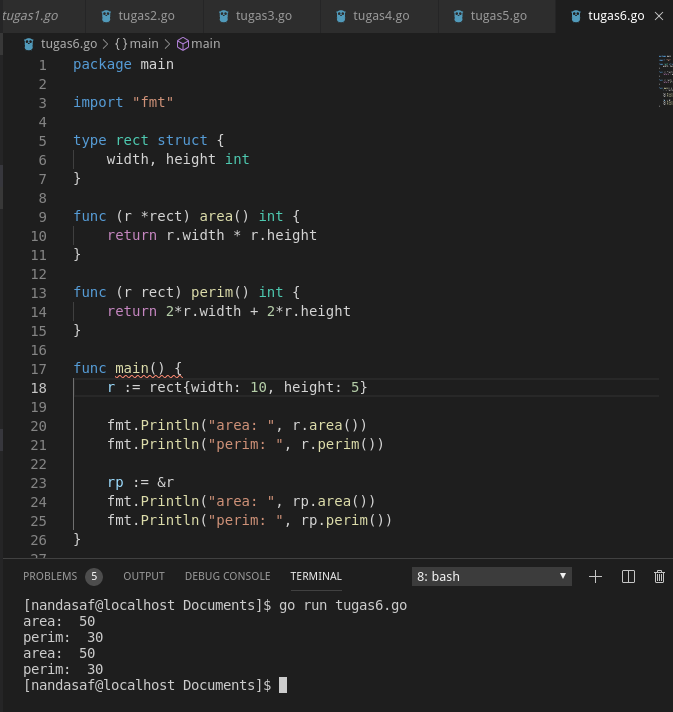 tugas1.go tugas2.go tugas3.go tugas4.go tugas5.go tugas6.go
tugas6.go > {} main > main
1 package main
2
3 import "fmt"
4
5 type rect struct {
6 width, height int
7 }
8
9 func (r *rect) area() int {
10 return r.width * r.height
11 }
12
13 func (r rect) perim() int {
14 return 2*r.width + 2*r.height
15 }
16
17 func main() {
18 r := rect{width: 10, height: 5}
19
20 fmt.Println("area: ", r.area())
21 fmt.Println("perim: ", r.perim())
22
23 rp := &r
24 fmt.Println("area: ", rp.area())
25 fmt.Println("perim: ", rp.perim())
26 }
27
PROBLEMS 5 OUTPUT DEBUG CONSOLE TERMINAL 8: bash
[nandasaf@localhost Documents]$ go run tugas6.go
area:  50
perim:  30
area:  50
perim:  30
[nandasaf@localhost Documents]$